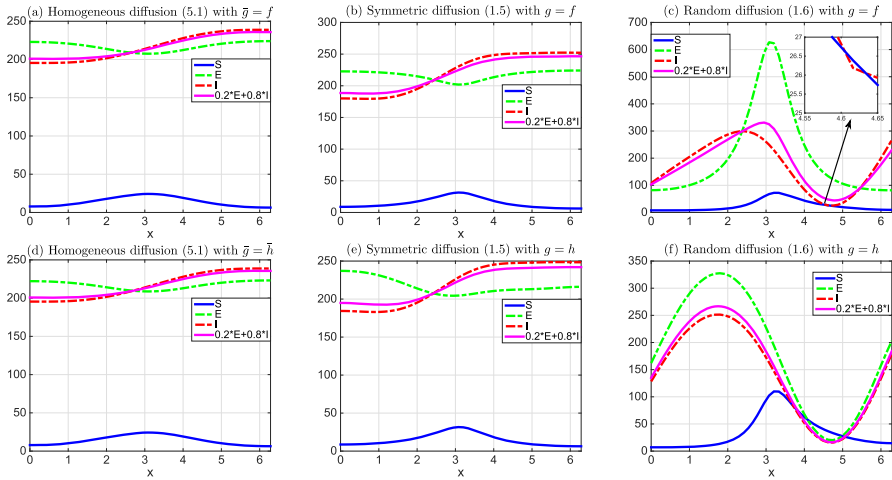 (a) Homogeneous diffusion (5.1) with g̅ = f
250
200
150
100
50
0
0 1 2 3 4 5 6
x
S
E
I
0.2*E+0.8*I
(b) Symmetric diffusion (1.5) with g = f
300
250
200
150
100
50
0
0 1 2 3 4 5 6
x
S
E
I
0.2*E+0.8*I
(c) Random diffusion (1.6) with g = f
700
600
500
400
300
200
100
0
0 1 2 3 4 5 6
x
S
E
I
0.2*E+0.8*I
27
26.5
26
25.5
25
4.55 4.6 4.65
(d) Homogeneous diffusion (5.1) with g̅ = h̅
250
200
150
100
50
0
0 1 2 3 4 5 6
x
S
E
I
0.2*E+0.8*I
(e) Symmetric diffusion (1.5) with g = h
250
200
150
100
50
0
0 1 2 3 4 5 6
x
S
E
I
0.2*E+0.8*I
(f) Random diffusion (1.6) with g = h
350
300
250
200
150
100
50
0
0 1 2 3 4 5 6
x
S
E
I
0.2*E+0.8*I